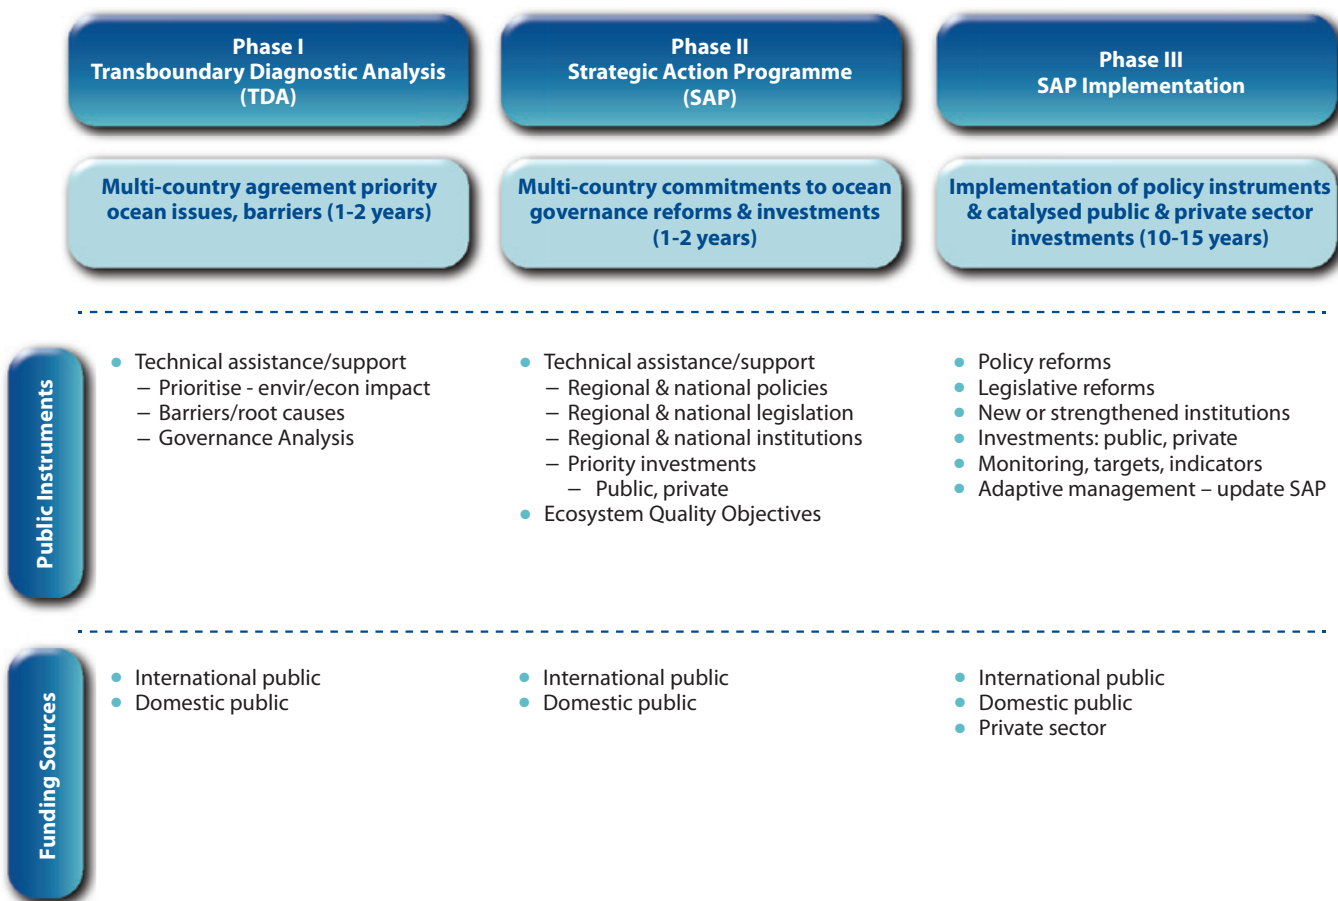 Phase I
Transboundary Diagnostic Analysis
(TDA)
Phase II
Strategic Action Programme
(SAP)
Phase III
SAP Implementation
Multi-country agreement priority
ocean issues, barriers (1-2 years)
Multi-country commitments to ocean
governance reforms & investments
(1-2 years)
Implementation of policy instruments
& catalysed public & private sector
investments (10-15 years)
Public Instruments
• Technical assistance/support
– Prioritise - envir/econ impact
– Barriers/root causes
– Governance Analysis
• Technical assistance/support
– Regional & national policies
– Regional & national legislation
– Regional & national institutions
– Priority investments
– Public, private
• Ecosystem Quality Objectives
• Policy reforms
• Legislative reforms
• New or strengthened institutions
• Investments: public, private
• Monitoring, targets, indicators
• Adaptive management – update SAP
Funding Sources
• International public
• Domestic public
• International public
• Domestic public
• International public
• Domestic public
• Private sector